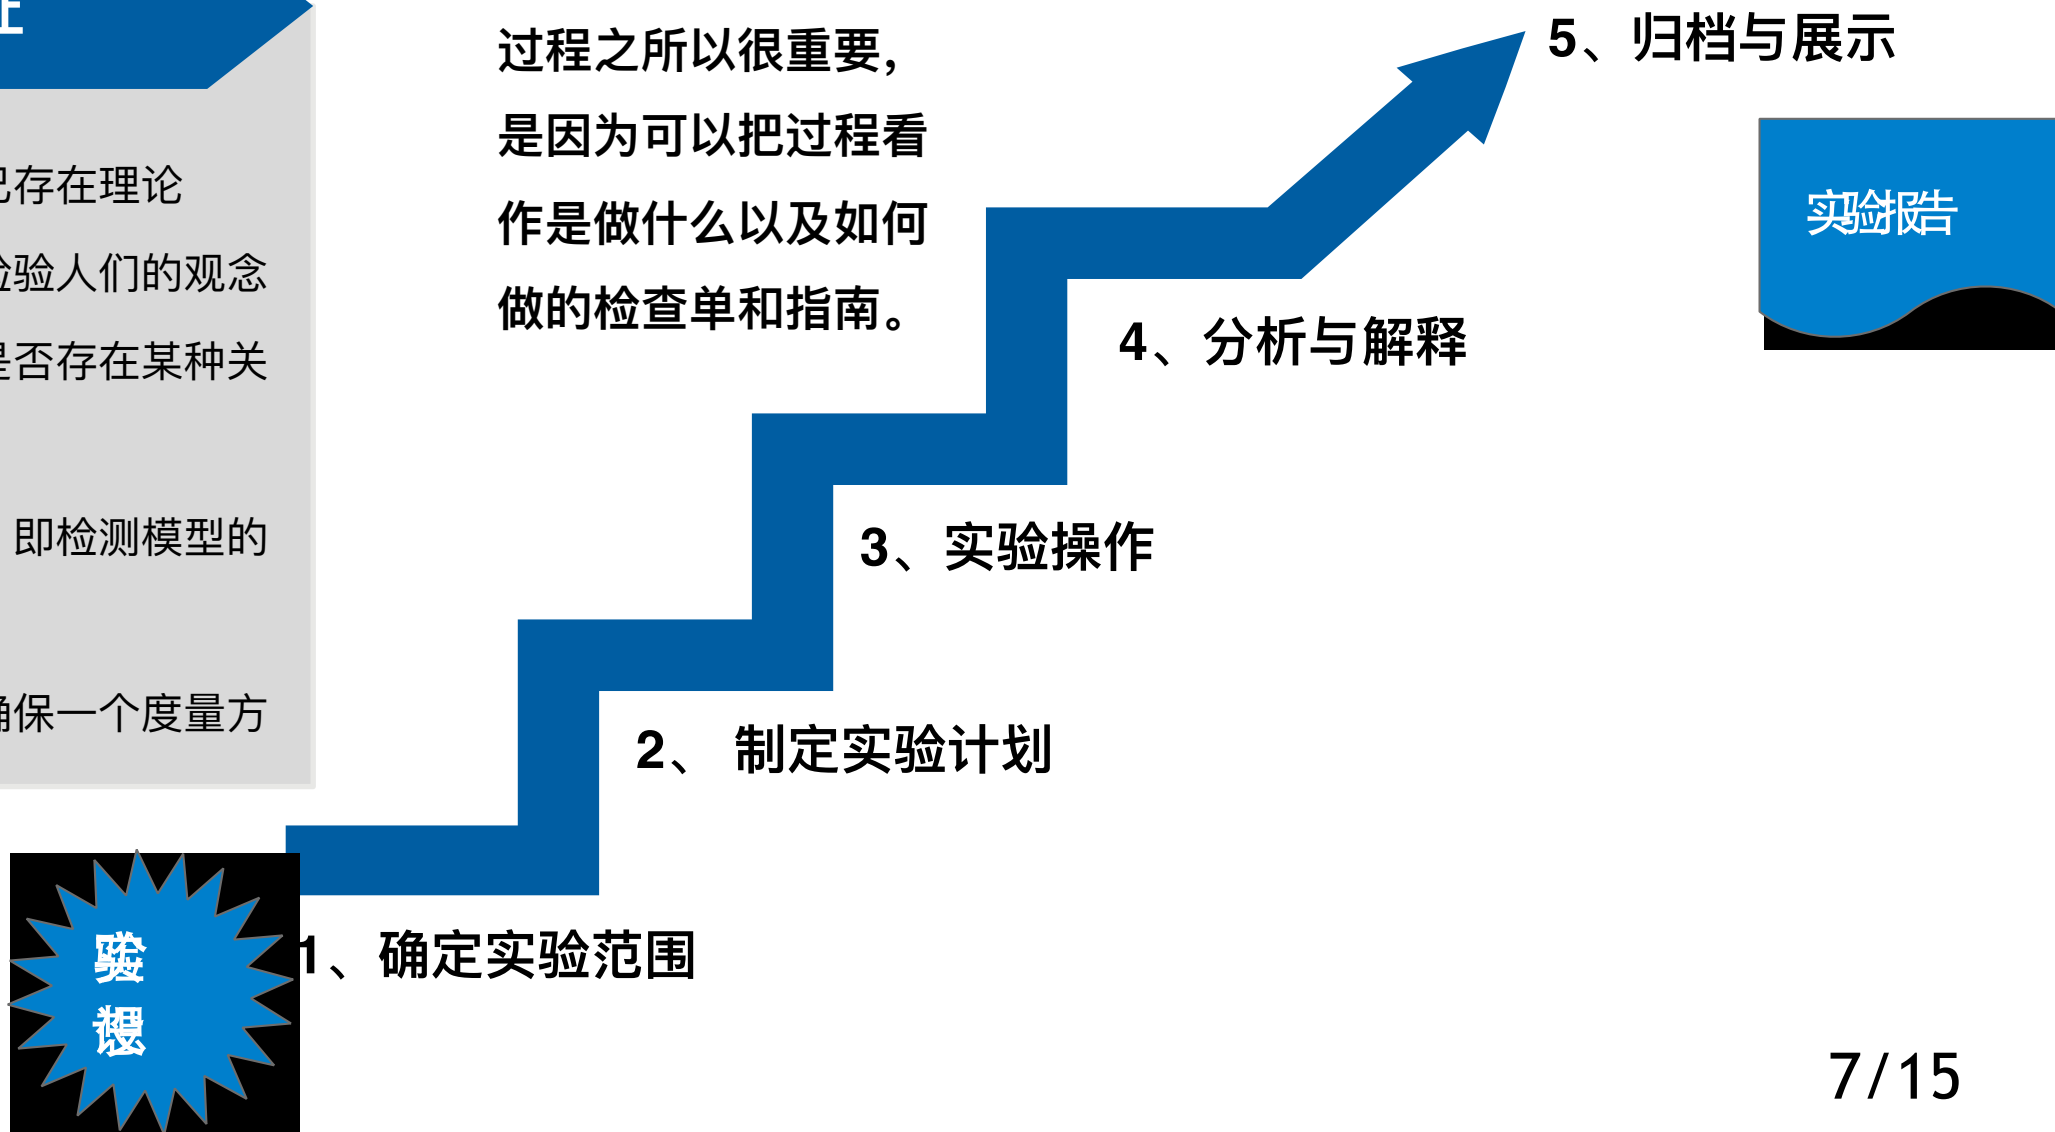 存在理论
验人们的观念
否存在某种关
即检测模型的
保一个度量方
过程之所以很重要，
是因为可以把过程看
作是做什么以及如何
做的检查单和指南。
5、归档与展示
实验报告
4、分析与解释
3、实验操作
2、 制定实验计划
1、确定实验范围
7/15